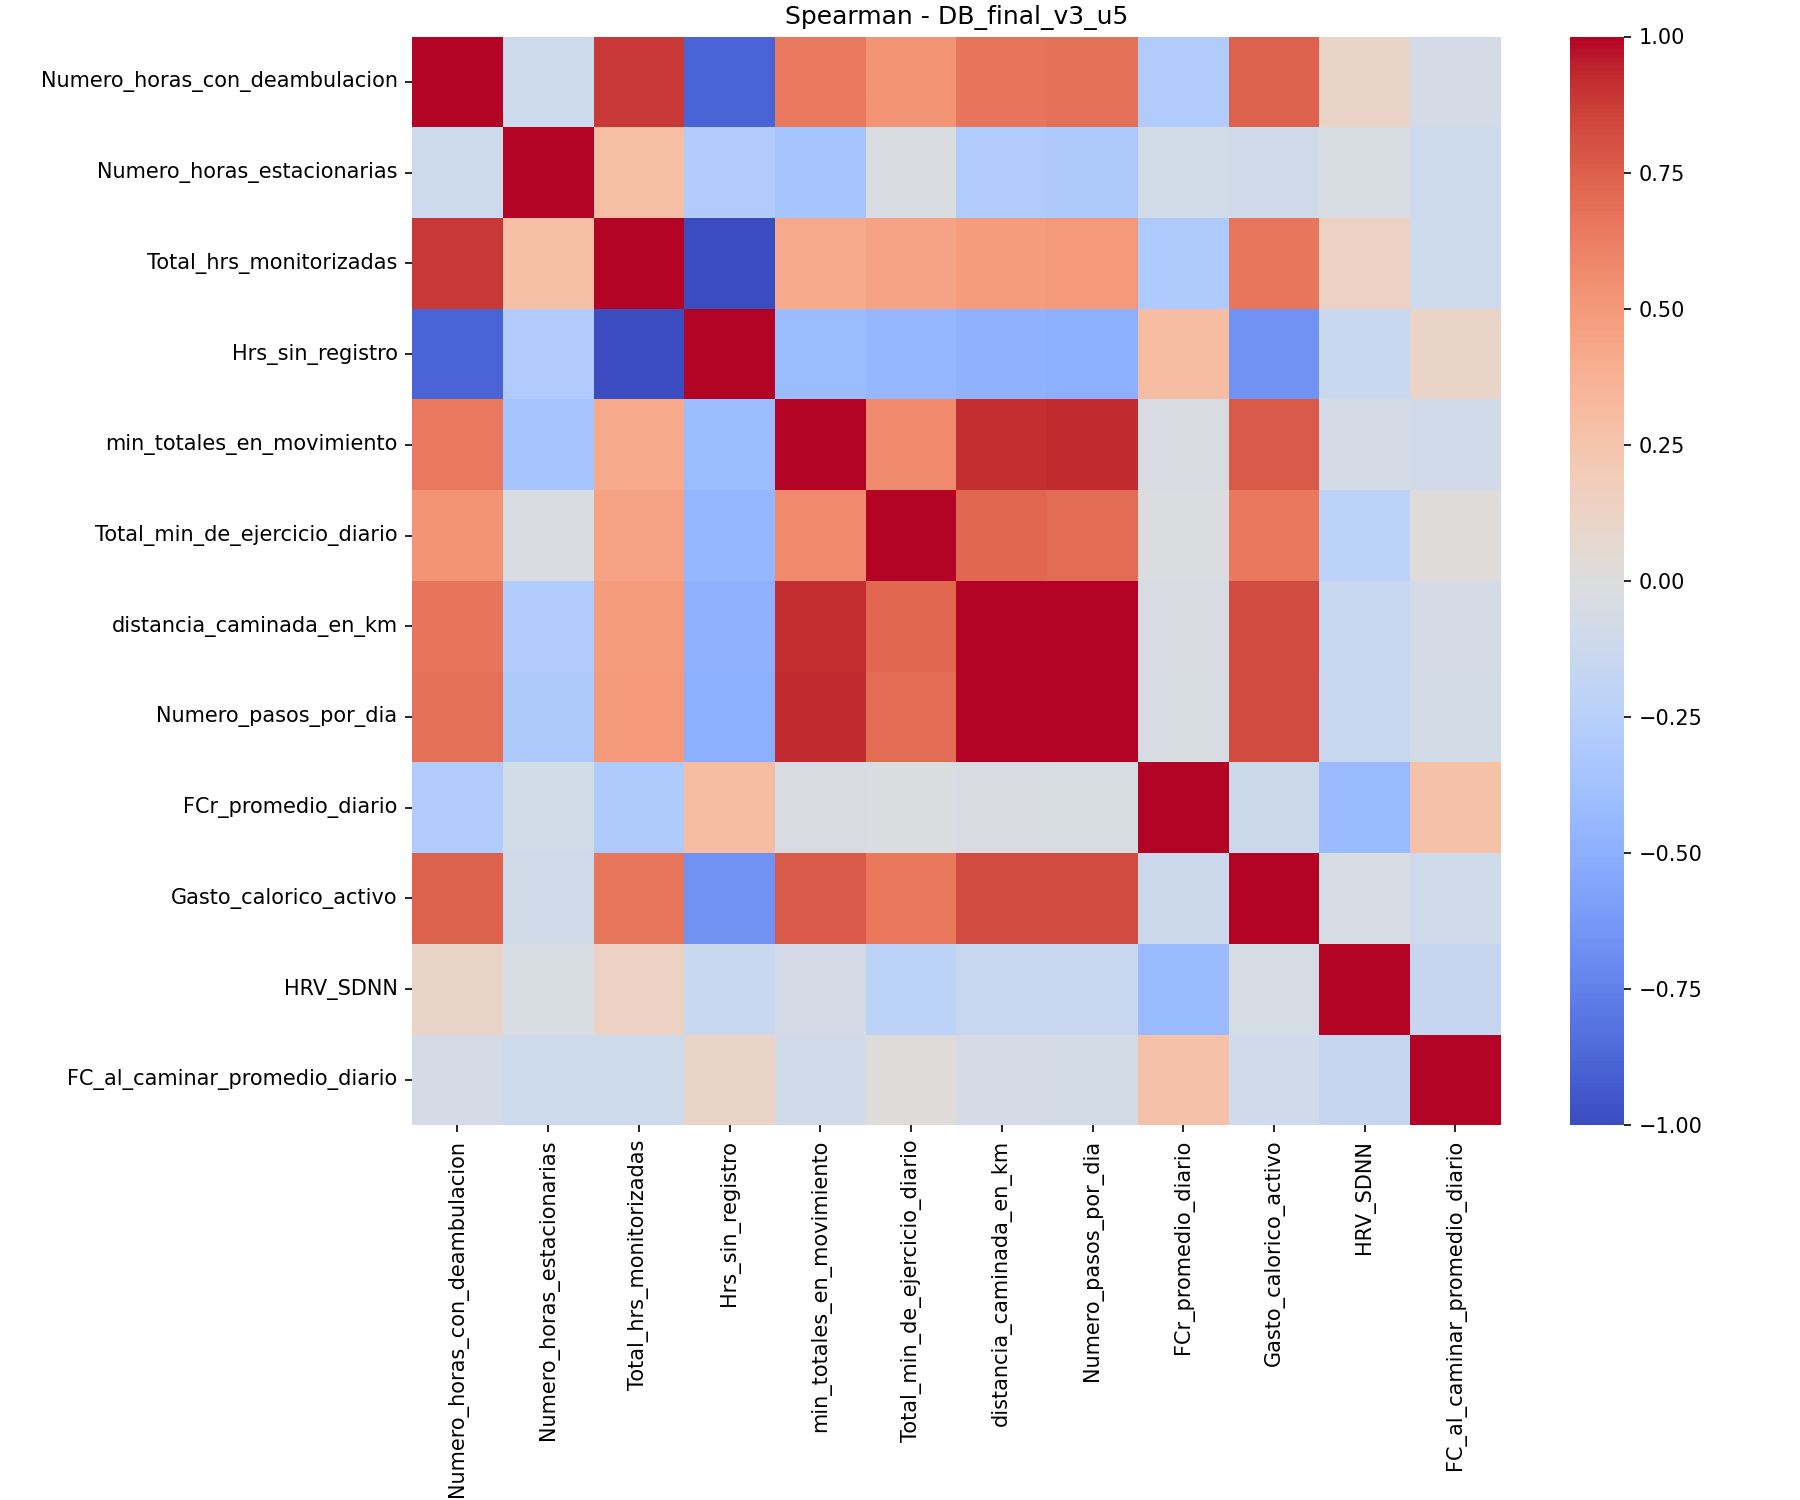 Spearman - DB_final_v3_u5
Numero_horas_con_deambulacion
Numero_horas_estacionarias
Total_hrs_monitorizadas
Hrs_sin_registro
min_totales_en_movimiento
Total_min_de_ejercicio_diario
distancia_caminada_en_km
Numero_pasos_por_dia
FCr_promedio_diario
Gasto_calorico_activo
HRV_SDNN
FC_al_caminar_promedio_diario
Numero_horas_con_deambulacion
Numero_horas_estacionarias
Total_hrs_monitorizadas
Hrs_sin_registro
min_totales_en_movimiento
Total_min_de_ejercicio_diario
distancia_caminada_en_km
Numero_pasos_por_dia
FCr_promedio_diario
Gasto_calorico_activo
HRV_SDNN
FC_al_caminar_promedio_diario
1.00
0.75
0.50
0.25
0.00
−0.25
−0.50
−0.75
−1.00